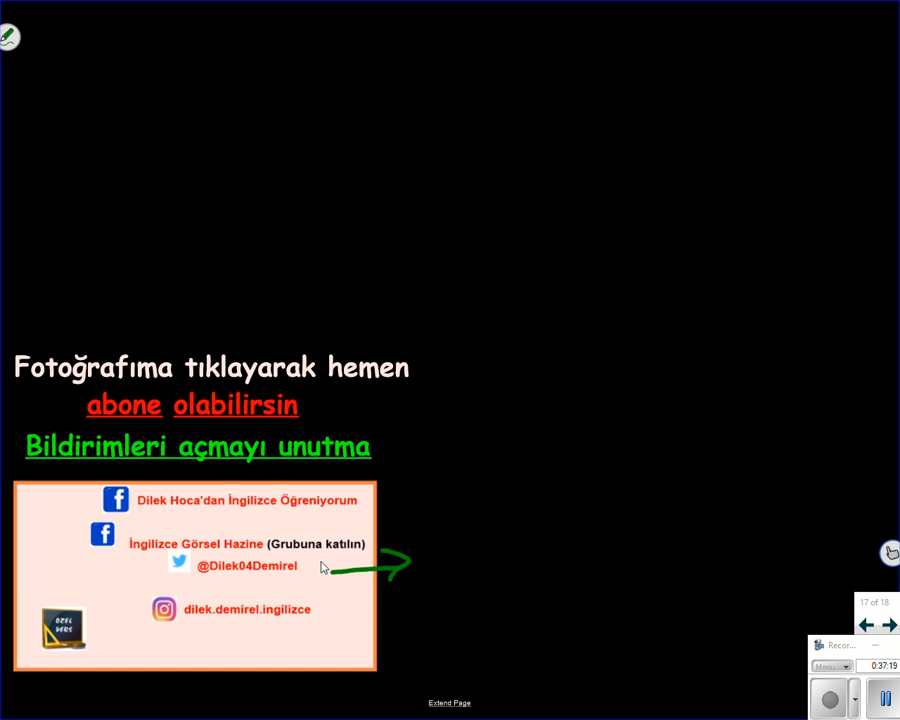 Fotoğrafıma tıklayarak hemen
abone olabilirsin
Bildirimleri açmayı unutma
Dilek Hoca'dan İngilizce Öğreniyorum
İngilizce Görsel Hazine (Grubuna katılın)
@Dilek04Demirel
dilek.demirel.ingilizce
ÖZEL
DERS
17 of 18
Recor...
Menu...
0:37:19
Extend Page